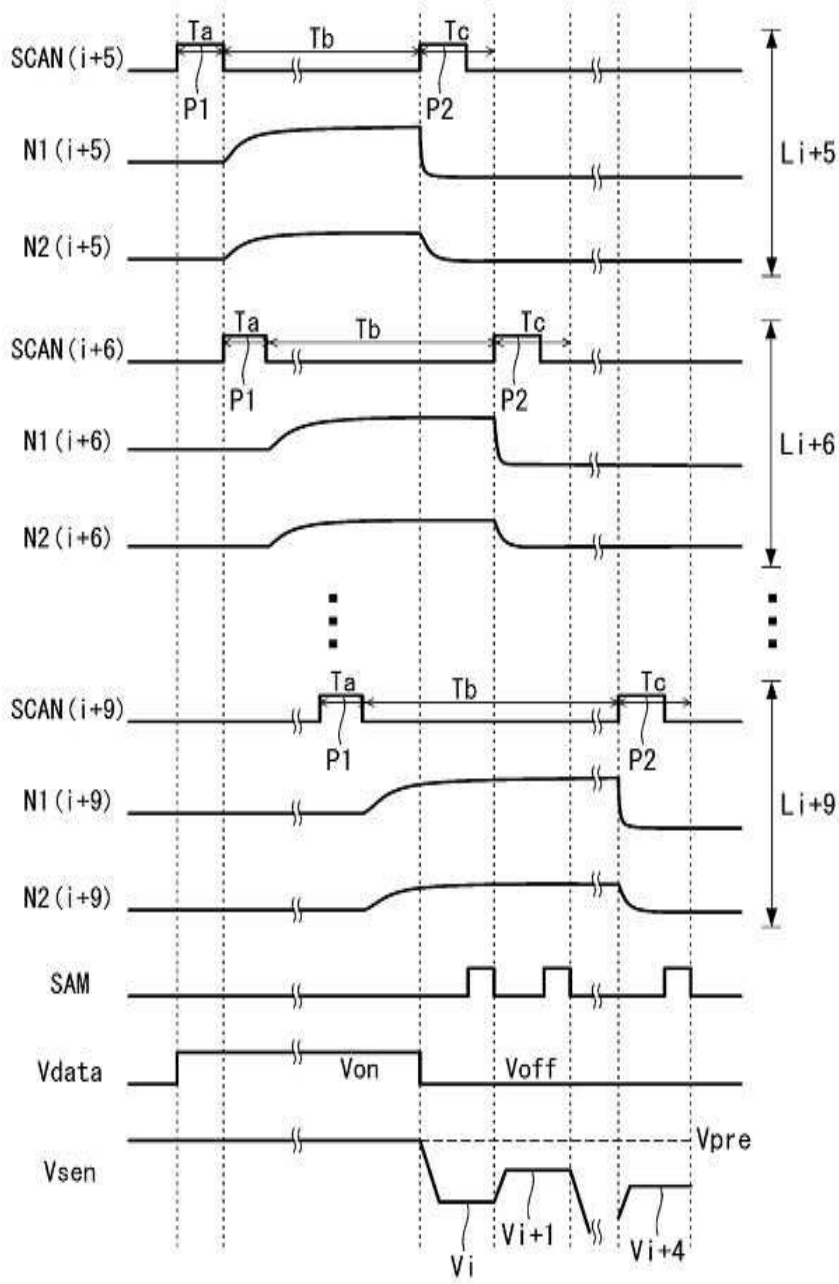 Ta Tb Tc
SCAN(i+5)
P1 P2
N1(i+5)
Li+5
N2(i+5)
Ta Tb Tc
SCAN(i+6)
P1 P2
N1(i+6)
Li+6
N2(i+6)
Ta Tb Tc
SCAN(i+9)
P1 P2
N1(i+9)
Li+9
N2(i+9)
SAM
Vdata Von Voff
Vpre
Vsen
Vi Vi+1 Vi+4